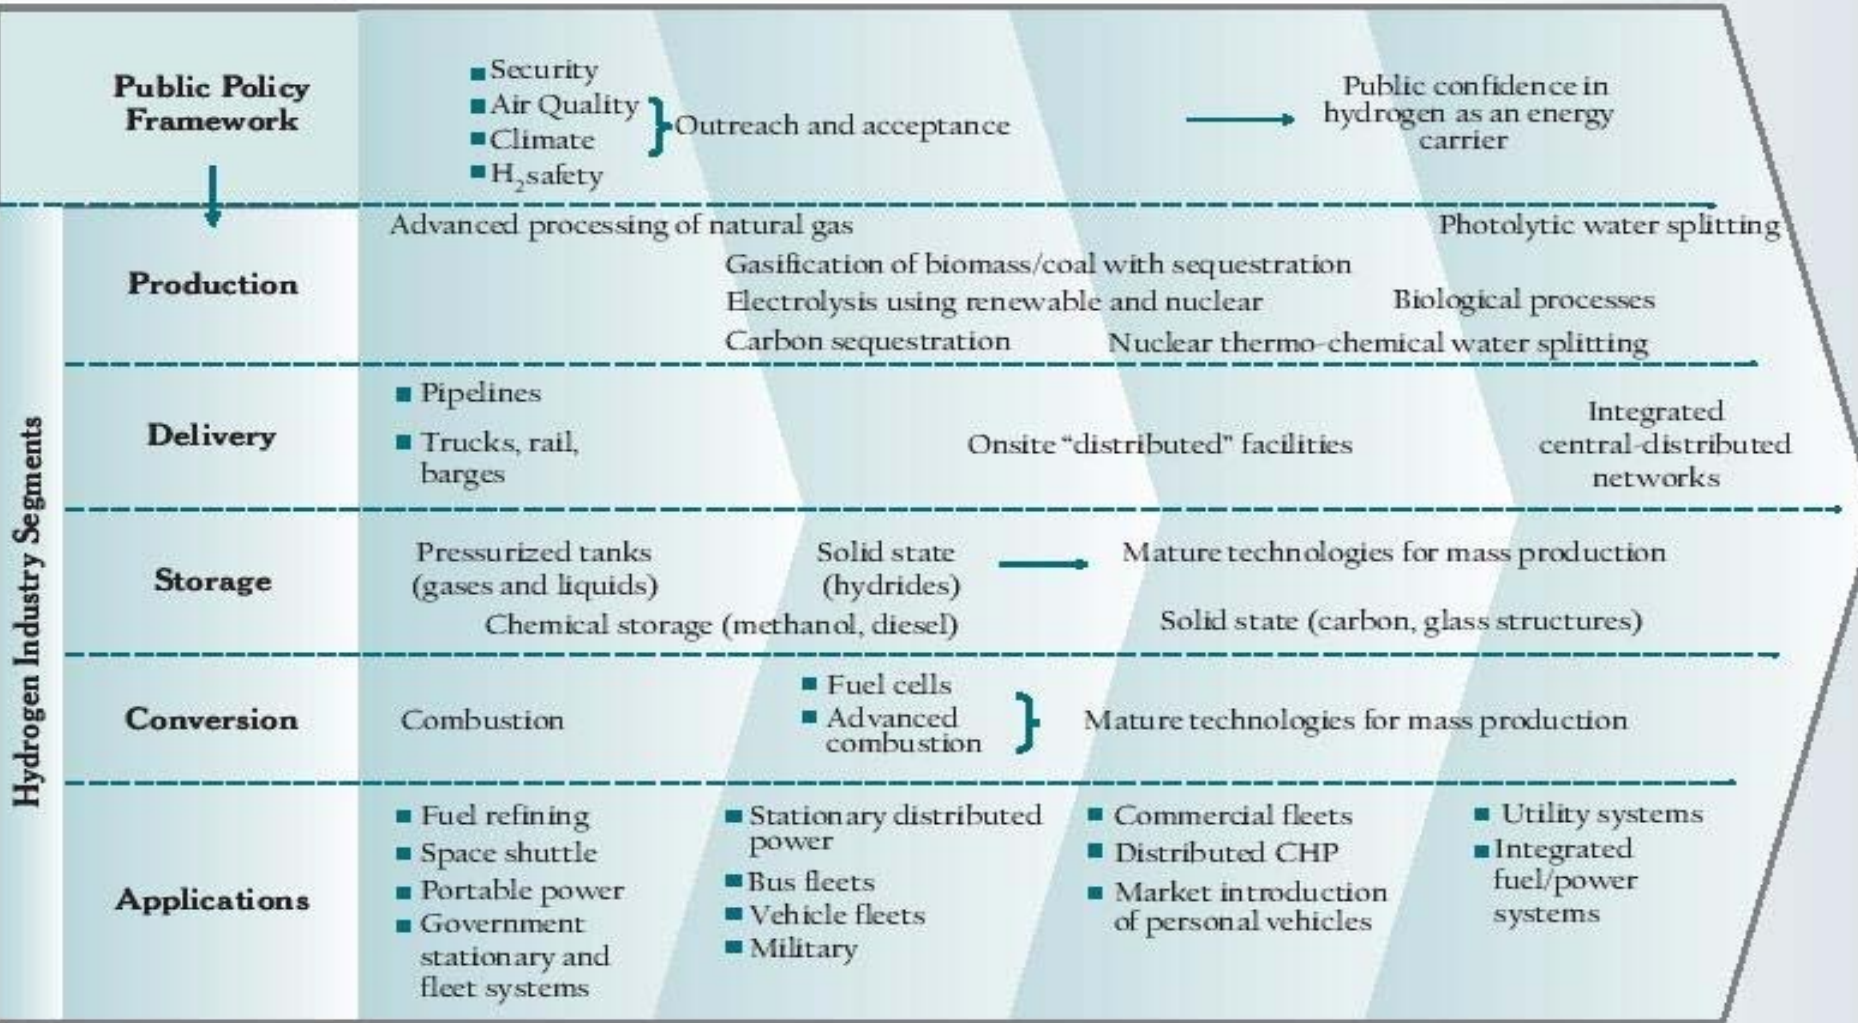 Public Policy
Framework
Security
Air Quality
Climate
H₂safety
Outreach and acceptance
Public confidence in
hydrogen as an energy
carrier
Hydrogen Industry Segments
Production
Advanced processing of natural gas
Photolytic water splitting
Gasification of biomass/coal with sequestration
Electrolysis using renewable and nuclear
Biological processes
Carbon sequestration
Nuclear thermo-chemical water splitting
Delivery
Pipelines
Trucks, rail,
barges
Onsite “distributed” facilities
Integrated
central-distributed
networks
Storage
Pressurized tanks
(gases and liquids)
Solid state
(hydrides)
Mature technologies for mass production
Chemical storage (methanol, diesel)
Solid state (carbon, glass structures)
Conversion
Combustion
Fuel cells
Advanced
combustion
Mature technologies for mass production
Applications
Fuel refining
Space shuttle
Portable power
Government
stationary and
fleet systems
Stationary distributed
power
Bus fleets
Vehicle fleets
Military
Commercial fleets
Distributed CHP
Market introduction
of personal vehicles
Utility systems
Integrated
fuel/power
systems